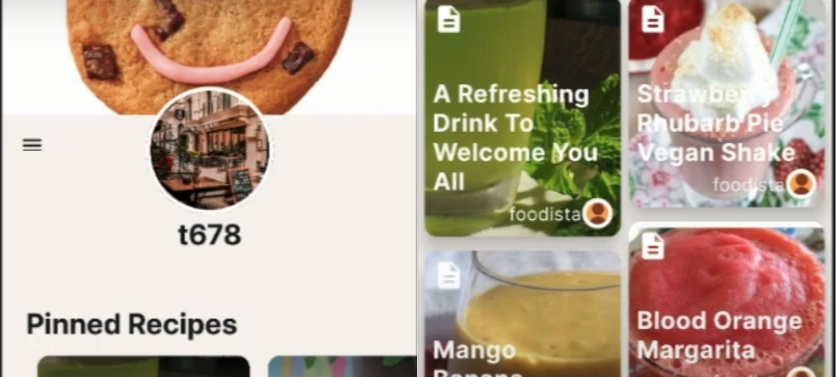 t678
Pinned Recipes
A Refreshing
Drink To
Welcome You
All
foodista
Strawberry
Rhubarb Pie
Vegan Shake
foodista
Mango
Banana
Blood Orange
Margarita